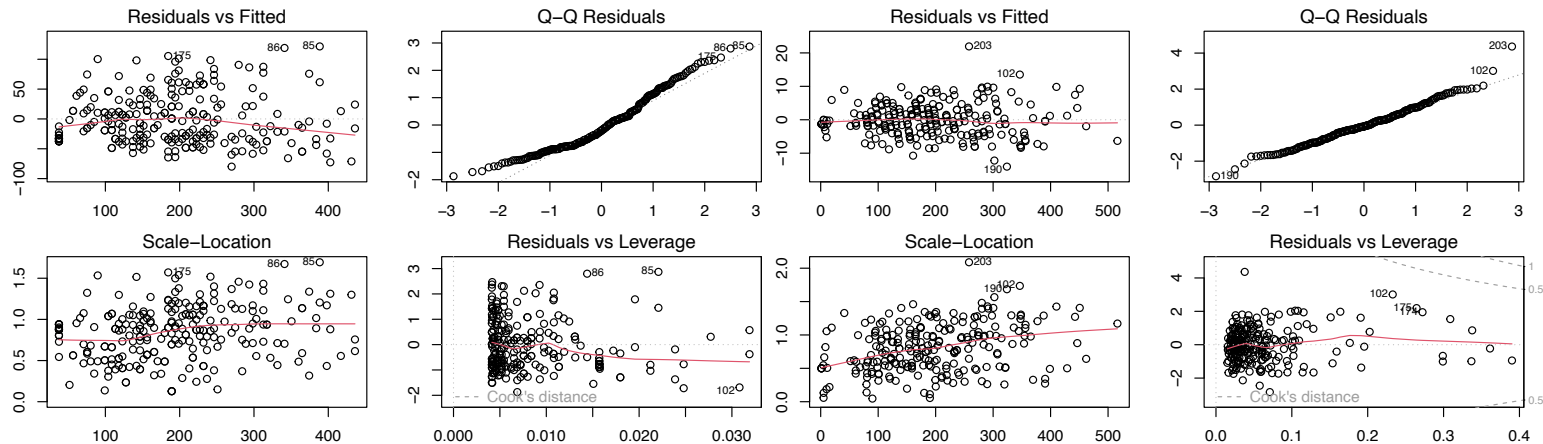 Residuals vs Fitted
Q−Q Residuals
Residuals vs Fitted
Q−Q Residuals
−100 0 50
100 200 300 400
175 86 85
−2 0 1 2 3
−3 −2 −1 0 1 2 3
175 86 85
−10 0 10 20
0 100 200 300 400 500
203
102
190
−2 0 2 4
−3 −2 −1 0 1 2 3
203
102
190
Scale−Location
Residuals vs Leverage
Scale−Location
Residuals vs Leverage
0.0 0.5 1.0 1.5
100 200 300 400
175 86 85
−2 0 1 2 3
0.000 0.010 0.020 0.030
86 85
102
Cook's distance
0.0 1.0 2.0
0 100 200 300 400 500
203
190 102
−2 0 2 4
0.0 0.1 0.2 0.3 0.4
102
175
Cook's distance
1
0.5
0.5